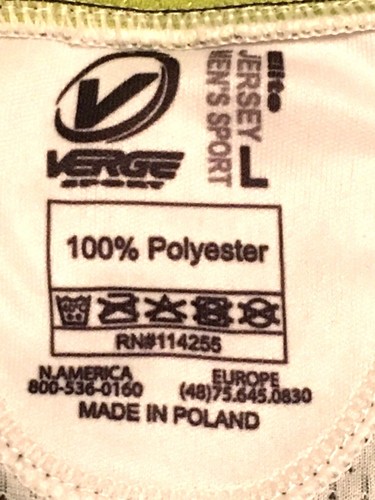 VERGE
SPORT
Elite
JERSEY L
MEN'S SPORT
100% Polyester
RN#114255
N.AMERICA
800-536-0160
EUROPE
(48)75.645.0830
MADE IN POLAND